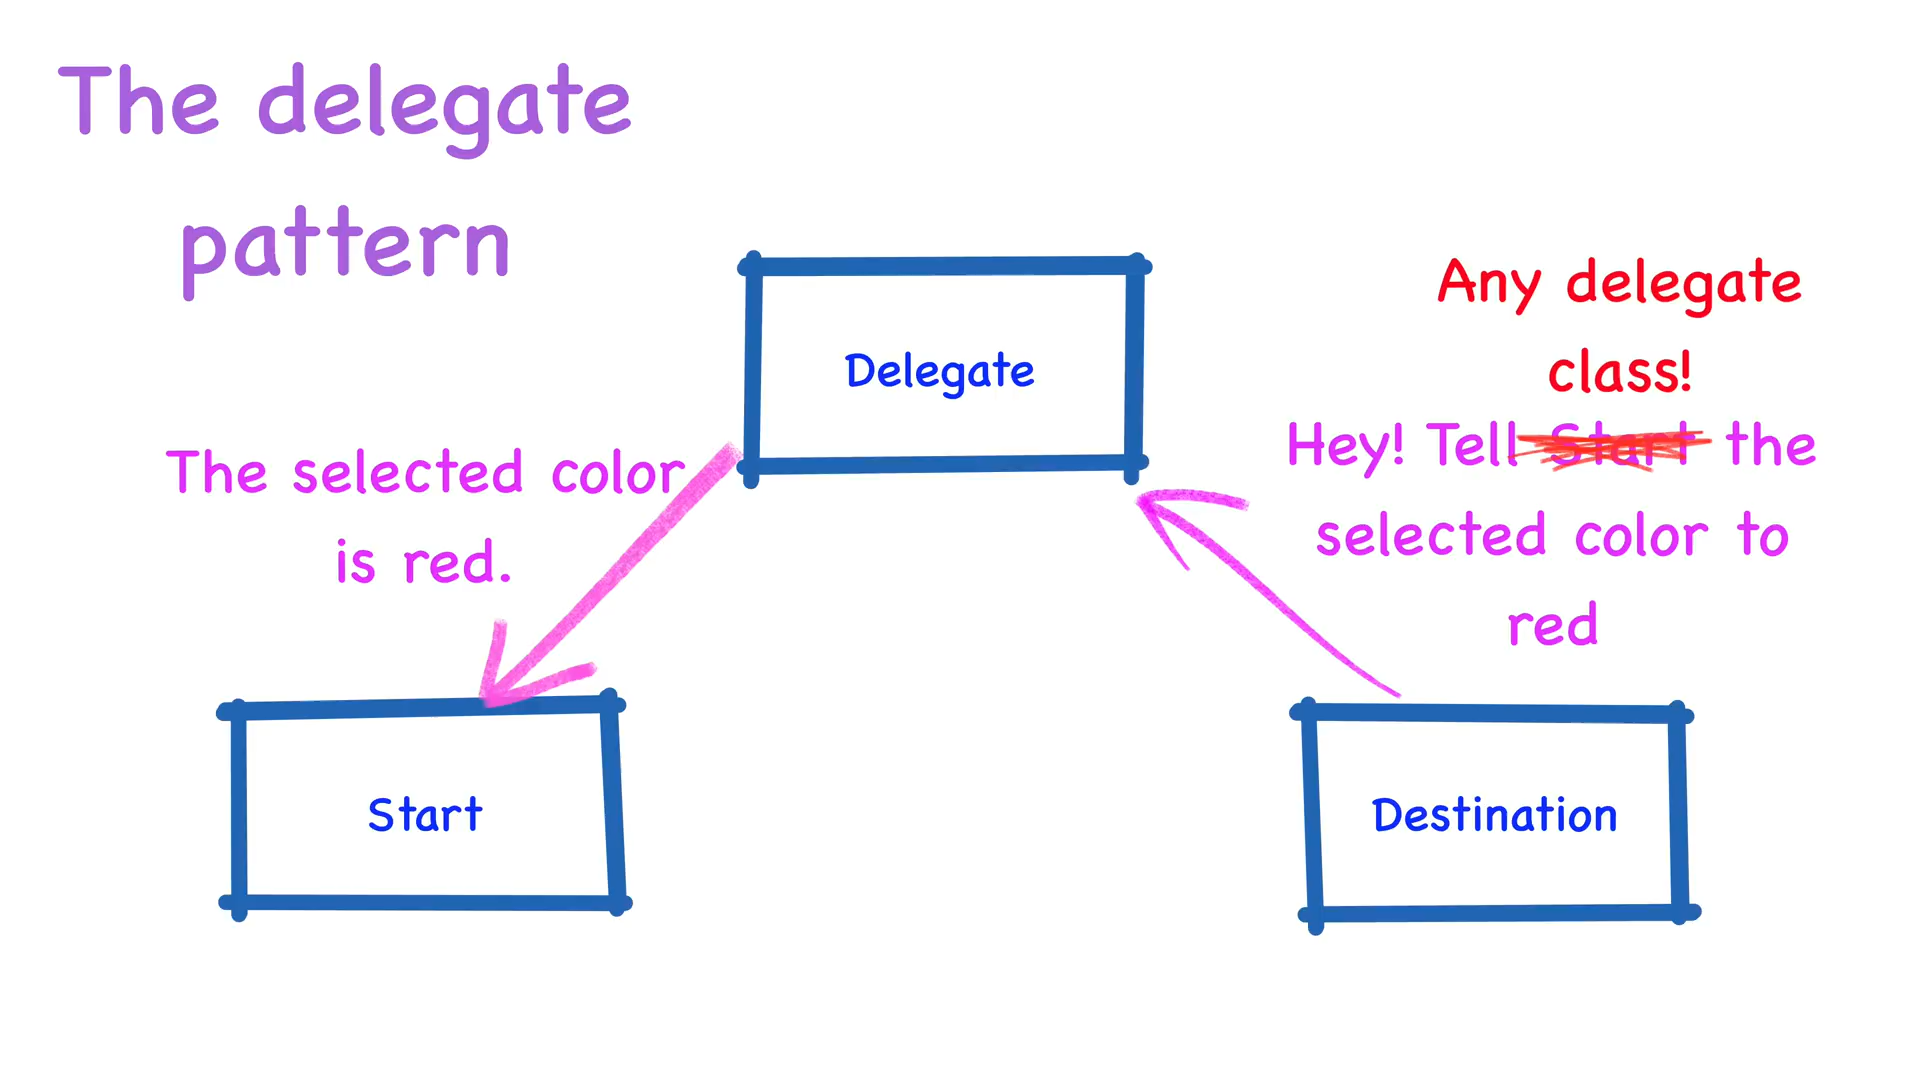 The delegate
pattern
Delegate
Any delegate
class!
Hey! Tell Start the
selected color to
red
The selected color
is red.
Start
Destination